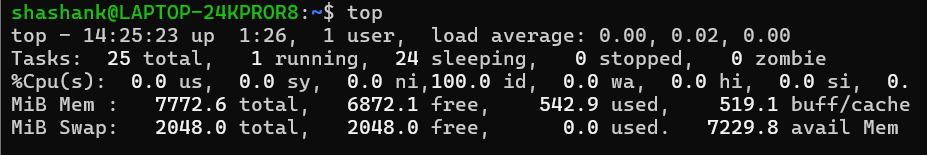 shashank@LAPTOP-24KPROR8:~$ top
top - 14:25:23 up  1:26,  1 user,  load average: 0.00, 0.02, 0.00
Tasks:  25 total,   1 running,  24 sleeping,   0 stopped,   0 zombie
%Cpu(s):  0.0 us,  0.0 sy,  0.0 ni,100.0 id,  0.0 wa,  0.0 hi,  0.0 si,  0.
MiB Mem :   7772.6 total,   6872.1 free,    542.9 used,    519.1 buff/cache
MiB Swap:   2048.0 total,   2048.0 free,      0.0 used.   7229.8 avail Mem